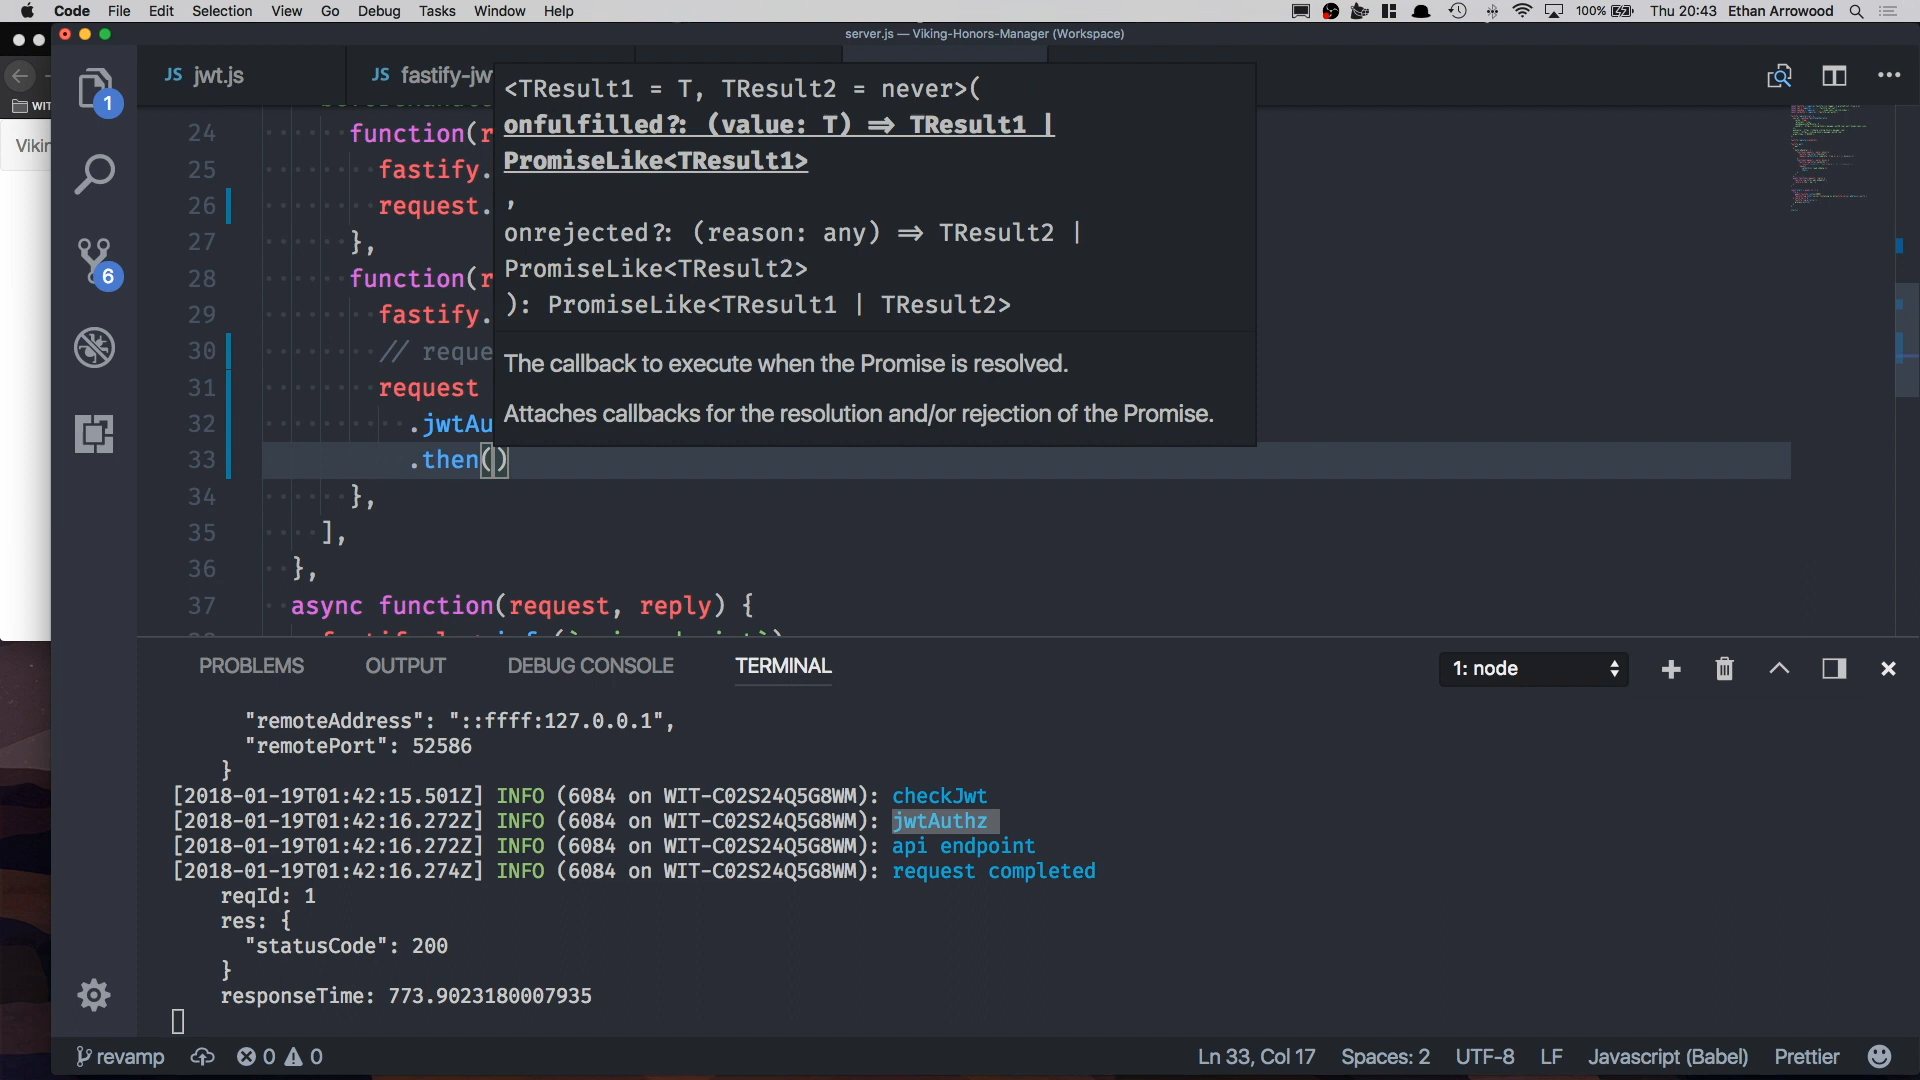 Code File Edit Selection View Go Debug Tasks Window Help 100% Thu 20:43 Ethan Arrowood
server.js — Viking-Honors-Manager (Workspace)
JS jwt.js
JS fastify-jw
WIT
1
<TResult1 = T, TResult2 = never>(
onfulfilled?: (value: T) ⇒ TResult1 |
PromiseLike<TResult1>
,
onrejected?: (reason: any) ⇒ TResult2 |
PromiseLike<TResult2>
): PromiseLike<TResult1 | TResult2>
The callback to execute when the Promise is resolved.
Attaches callbacks for the resolution and/or rejection of the Promise.
Vikin
6
24 function(r
25 fastify.
26 request.
27 },
28 function(r
29 fastify.
30 // reque
31 request
32 .jwtAu
33 .then()
34 },
35 ],
36 },
37 async function(request, reply) {
PROBLEMS OUTPUT DEBUG CONSOLE TERMINAL 1: node
"remoteAddress": "::ffff:127.0.0.1",
"remotePort": 52586
}
[2018-01-19T01:42:15.501Z] INFO (6084 on WIT-C02S24Q5G8WM): checkJwt
[2018-01-19T01:42:16.272Z] INFO (6084 on WIT-C02S24Q5G8WM): jwtAuthz
[2018-01-19T01:42:16.272Z] INFO (6084 on WIT-C02S24Q5G8WM): api endpoint
[2018-01-19T01:42:16.274Z] INFO (6084 on WIT-C02S24Q5G8WM): request completed
reqId: 1
res: {
"statusCode": 200
}
responseTime: 773.9023180007935
revamp 0 0 Ln 33, Col 17 Spaces: 2 UTF-8 LF Javascript (Babel) Prettier